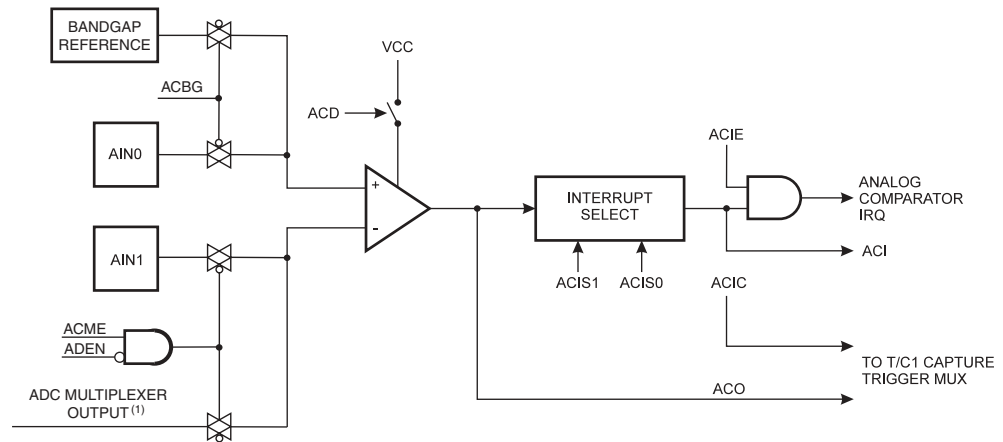 BANDGAP
REFERENCE
ACBG
AIN0
VCC
ACD
+
-
INTERRUPT
SELECT
ACIS1
ACIS0
ACIE
ANALOG
COMPARATOR
IRQ
ACI
ACIC
TO T/C1 CAPTURE
TRIGGER MUX
ACO
AIN1
ACME
ADEN
ADC MULTIPLEXER
OUTPUT (1)